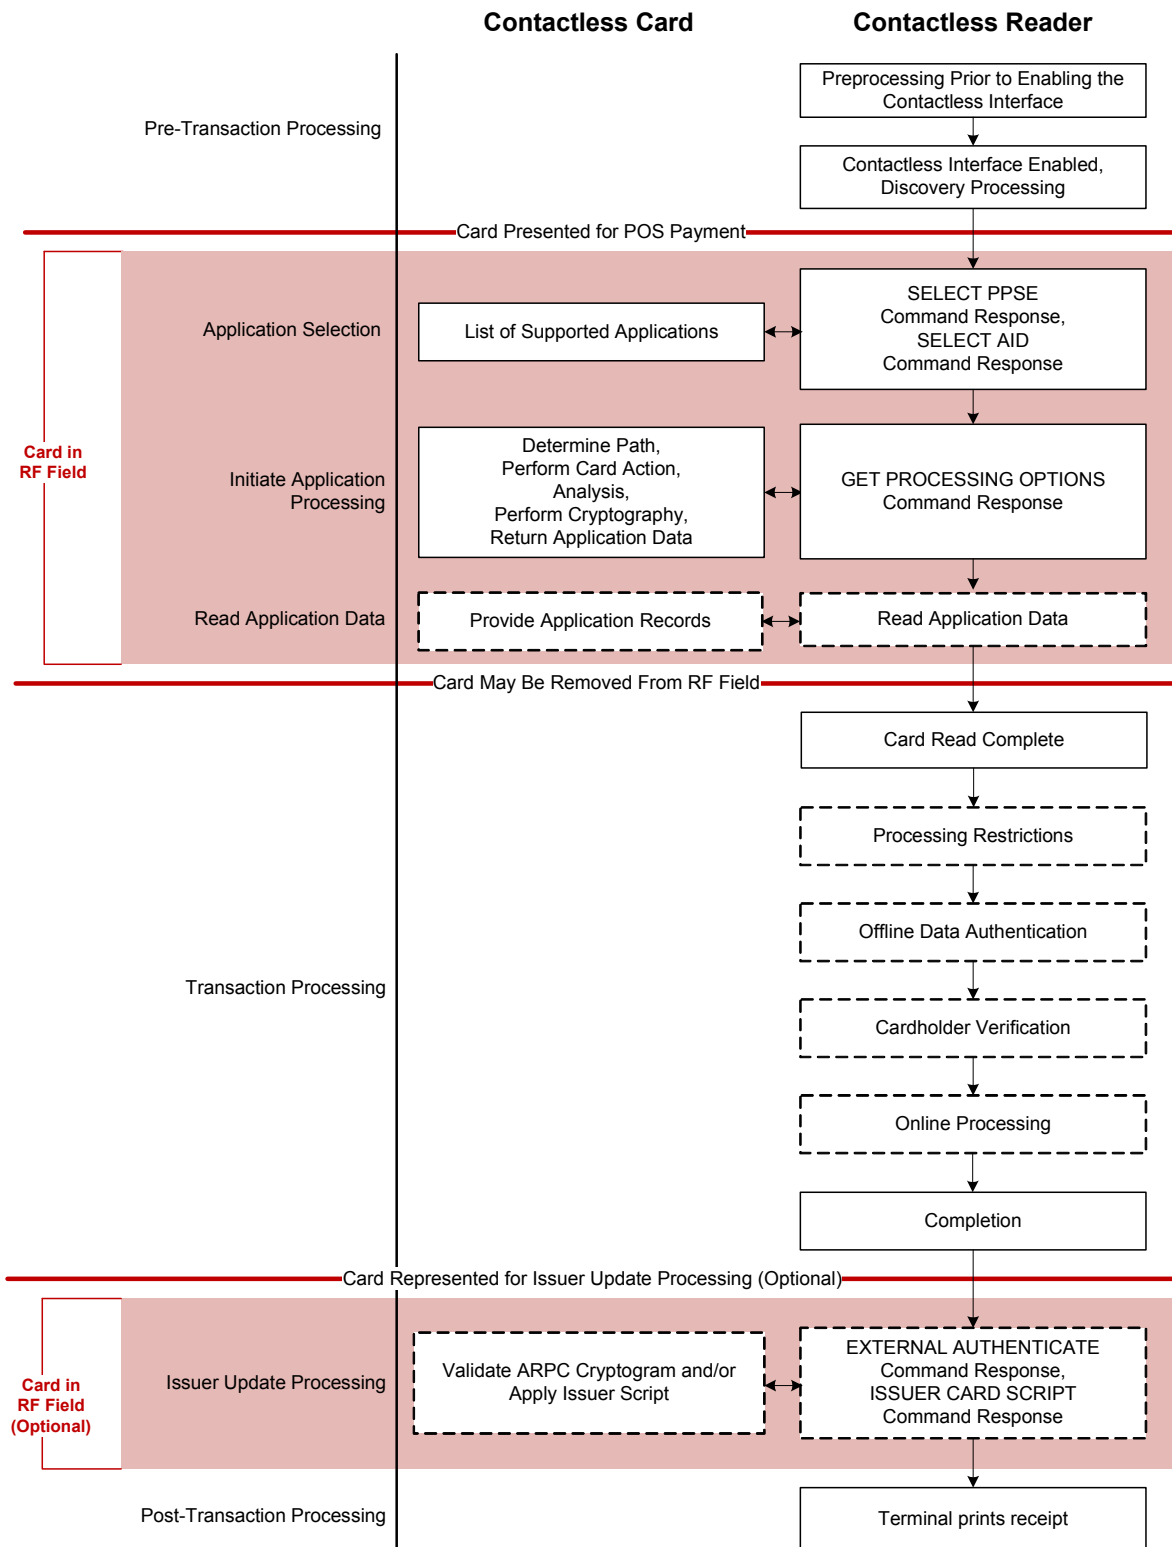 Contactless Card
Contactless Reader
Preprocessing Prior to Enabling the
Contactless Interface
Pre-Transaction Processing
Contactless Interface Enabled,
Discovery Processing
Card Presented for POS Payment
Card in
RF Field
Application Selection
List of Supported Applications
SELECT PPSE
Command Response,
SELECT AID
Command Response
Initiate Application
Processing
Determine Path,
Perform Card Action,
Analysis,
Perform Cryptography,
Return Application Data
GET PROCESSING OPTIONS
Command Response
Read Application Data
Provide Application Records
Read Application Data
Card May Be Removed From RF Field
Card Read Complete
Processing Restrictions
Offline Data Authentication
Transaction Processing
Cardholder Verification
Online Processing
Completion
Card Represented for Issuer Update Processing (Optional)
Card in
RF Field
(Optional)
Issuer Update Processing
Validate ARPC Cryptogram and/or
Apply Issuer Script
EXTERNAL AUTHENTICATE
Command Response,
ISSUER CARD SCRIPT
Command Response
Post-Transaction Processing
Terminal prints receipt